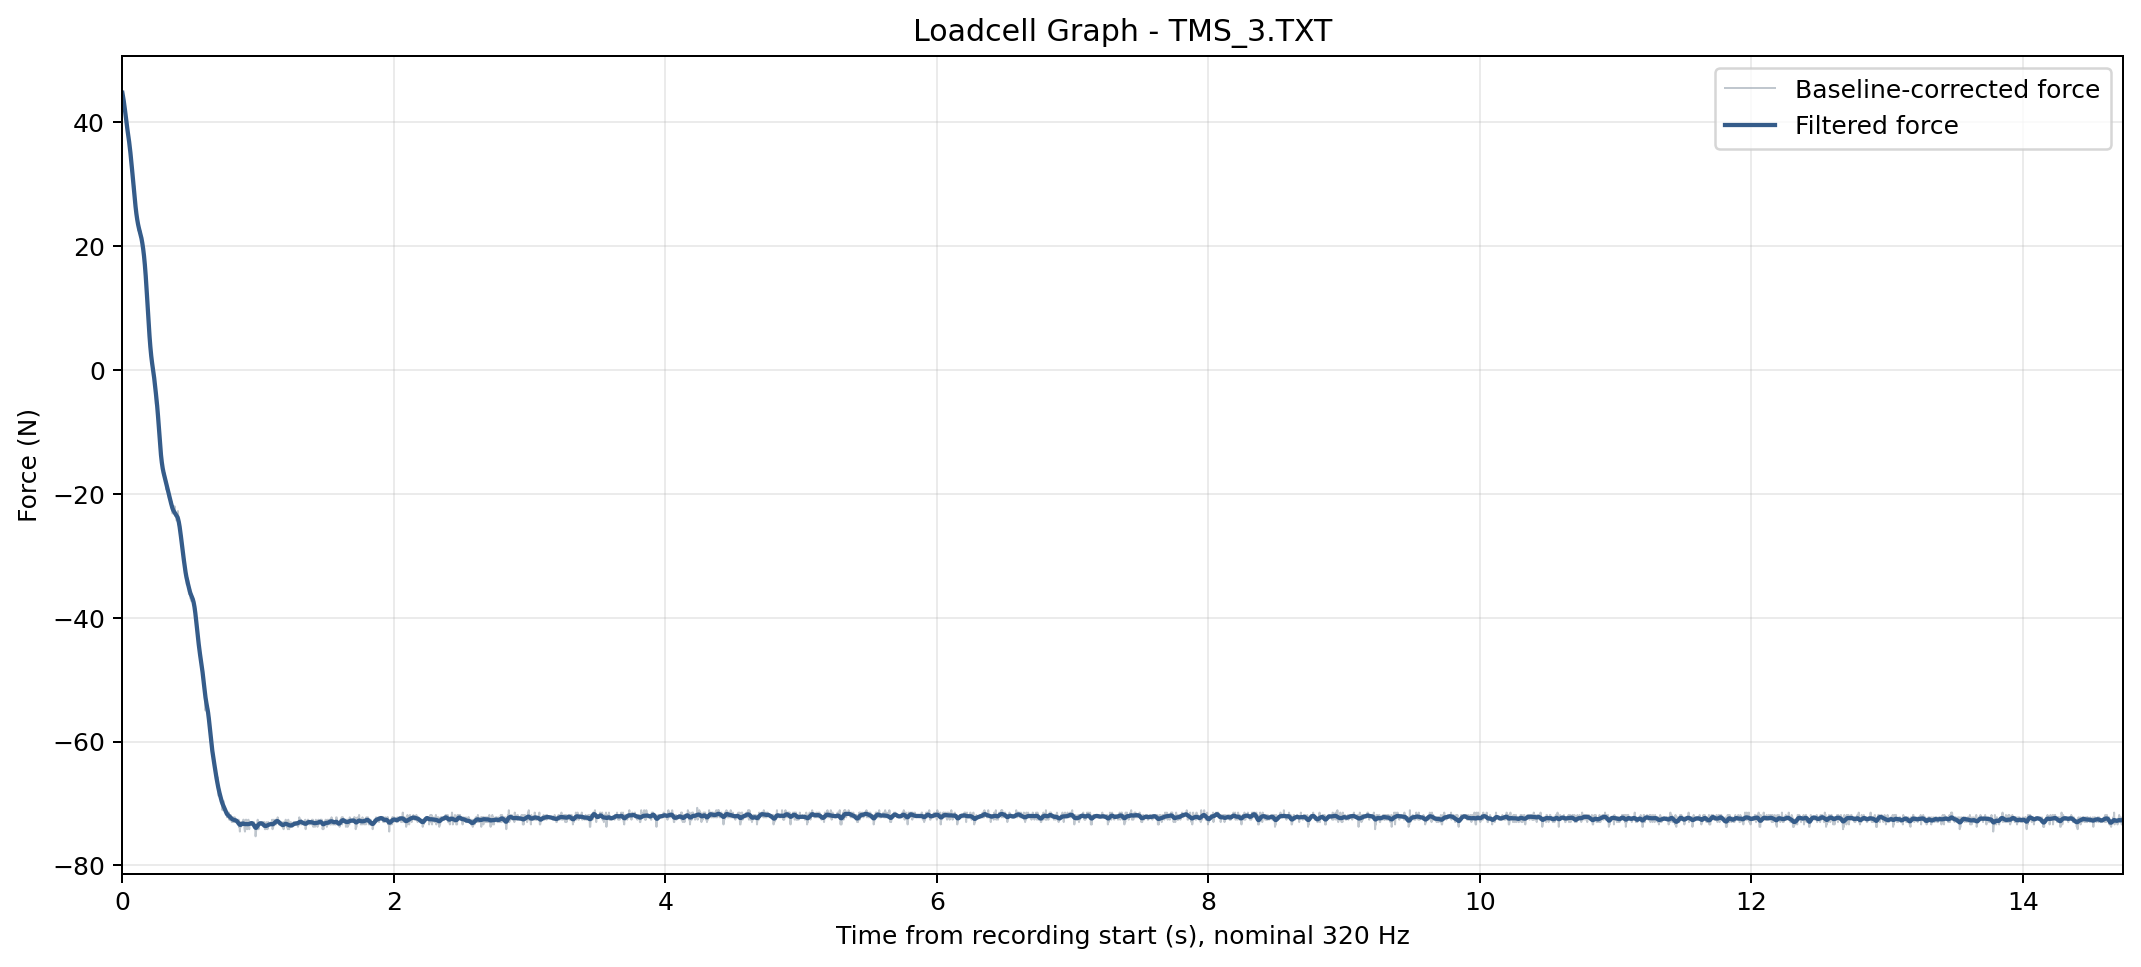 Loadcell Graph - TMS_3.TXT
Baseline-corrected force
Filtered force
Force (N)
40
20
0
−20
−40
−60
−80
0 2 4 6 8 10 12 14
Time from recording start (s), nominal 320 Hz